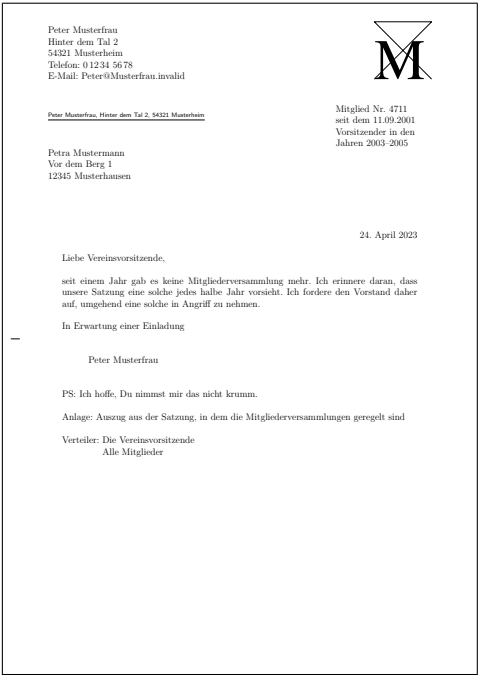 Peter Musterfrau
Hinter dem Tal 2
54321 Musterheim
Telefon: 0 12 34 56 78
E-Mail: Peter@Musterfrau.invalid
M
Peter Musterfrau, Hinter dem Tal 2, 54321 Musterheim
Mitglied Nr. 4711
seit dem 11.09.2001
Vorsitzender in den
Jahren 2003–2005
Petra Mustermann
Vor dem Berg 1
12345 Musterhausen
24. April 2023
Liebe Vereinsvorsitzende,
seit einem Jahr gab es keine Mitgliederversammlung mehr. Ich erinnere daran, dass
unsere Satzung eine solche jedes halbe Jahr vorsieht. Ich fordere den Vorstand daher
auf, umgehend eine solche in Angriff zu nehmen.
In Erwartung einer Einladung
Peter Musterfrau
PS: Ich hoffe, Du nimmst mir das nicht krumm.
Anlage: Auszug aus der Satzung, in dem die Mitgliederversammlungen geregelt sind
Verteiler: Die Vereinsvorsitzende
Alle Mitglieder